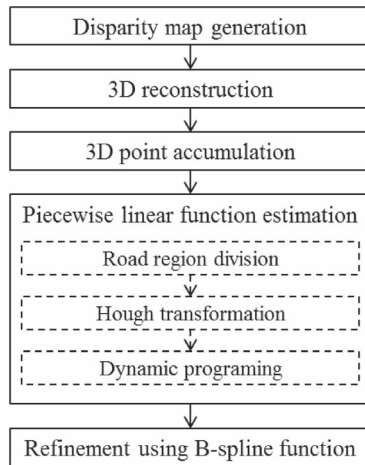 Disparity map generation
3D reconstruction
3D point accumulation
Piecewise linear function estimation
Road region division
Hough transformation
Dynamic programing
Refinement using B-spline function